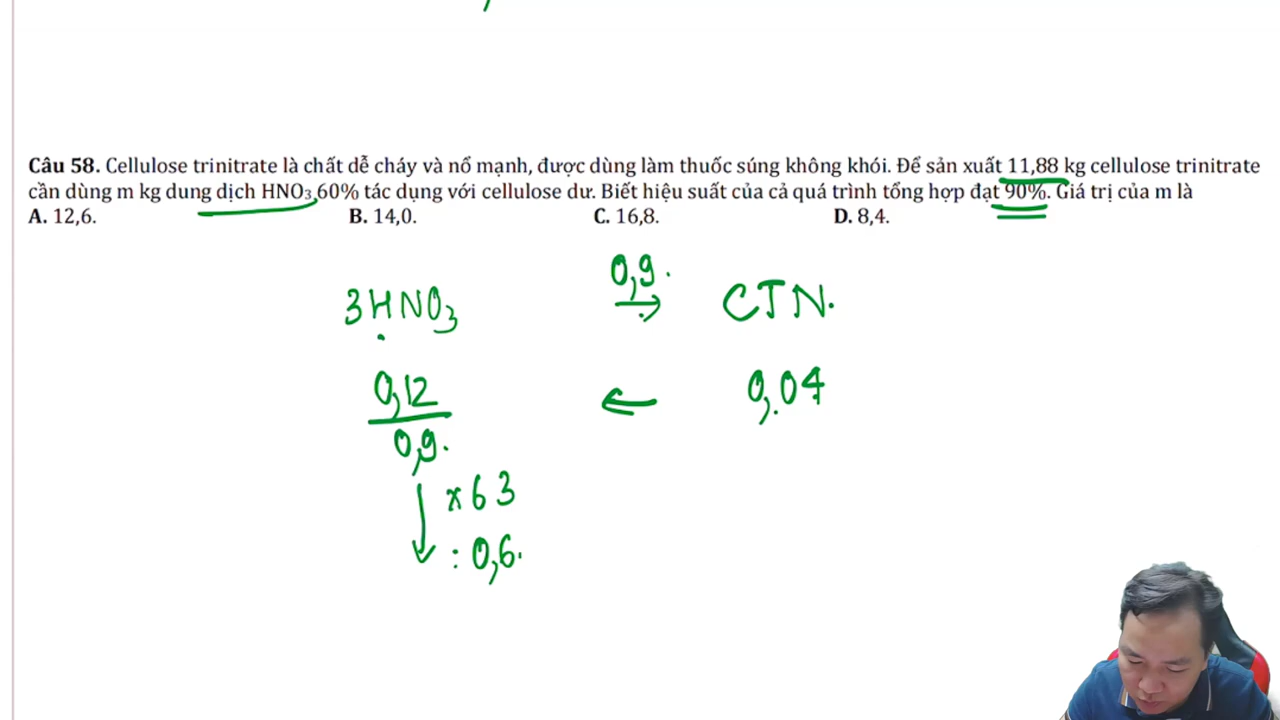 Câu 58. Cellulose trinitrate là chất dễ cháy và nổ mạnh, được dùng làm thuốc súng không khói. Để sản xuất 11,88 kg cellulose trinitrate
cần dùng m kg dung dịch HNO₃ 60% tác dụng với cellulose dư. Biết hiệu suất của cả quá trình tổng hợp đạt 90%. Giá trị của m là
A. 12,6. B. 14,0. C. 16,8. D. 8,4.
3HNO₃ 0,9. → CTN.
0,12 ← 0,04
0,9.
↓ x63
: 0,6.